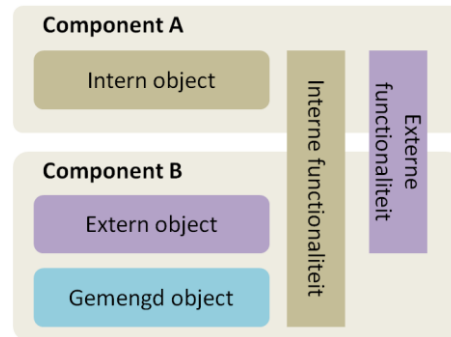 Component A
Intern object
Component B
Extern object
Gemengd object
Interne functionaliteit
Externe
functionaliteit